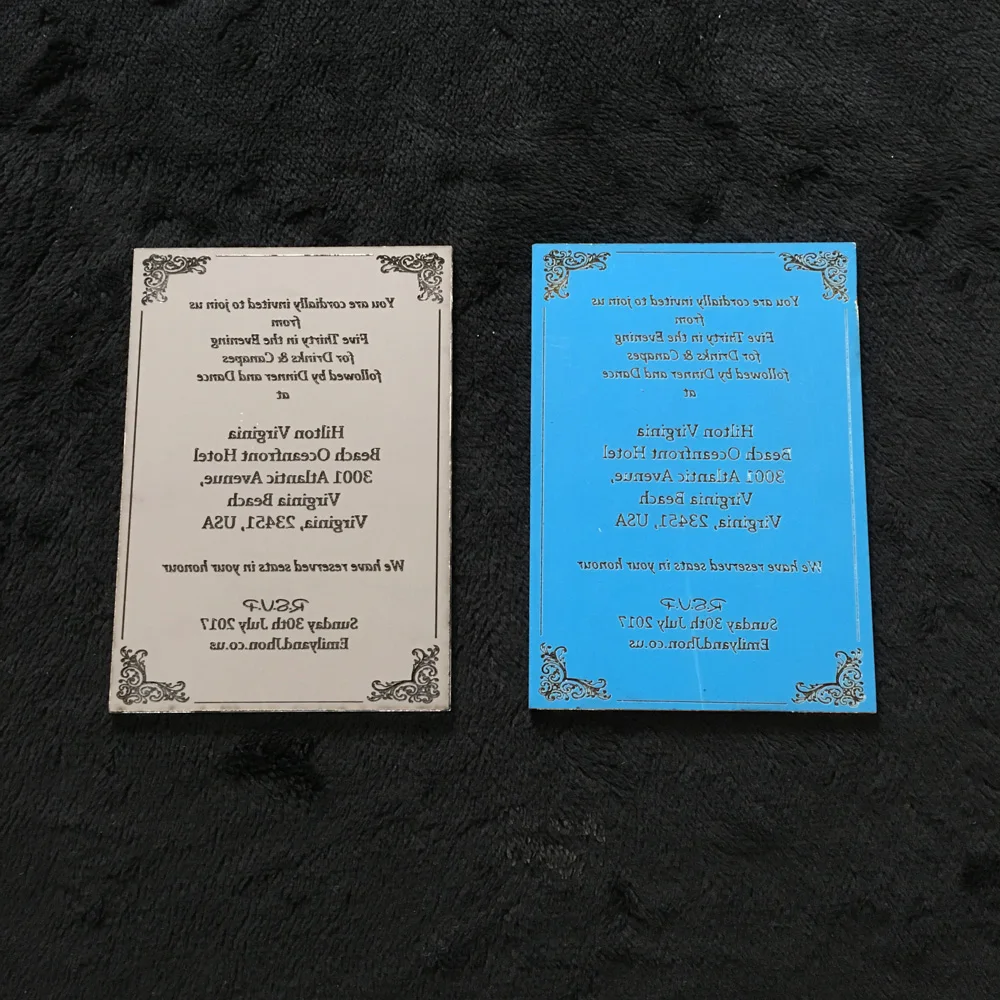 You are cordially invited to join us
from
Five Thirty in the Evening
for Drinks & Canapes
followed by Dinner and Dance
at
Hilton Virginia
Beach Oceanfront Hotel
3001 Atlantic Avenue,
Virginia Beach
Virginia, 23451, USA
We have reserved seats in your honour
R.S.V.P
Sunday 30th July 2017
EmilyandJhon.co.us
You are cordially invited to join us
from
Five Thirty in the Evening
for Drinks & Canapes
followed by Dinner and Dance
at
Hilton Virginia
Beach Oceanfront Hotel
3001 Atlantic Avenue,
Virginia Beach
Virginia, 23451, USA
We have reserved seats in your honour
R.S.V.P
Sunday 30th July 2017
EmilyandJhon.co.us